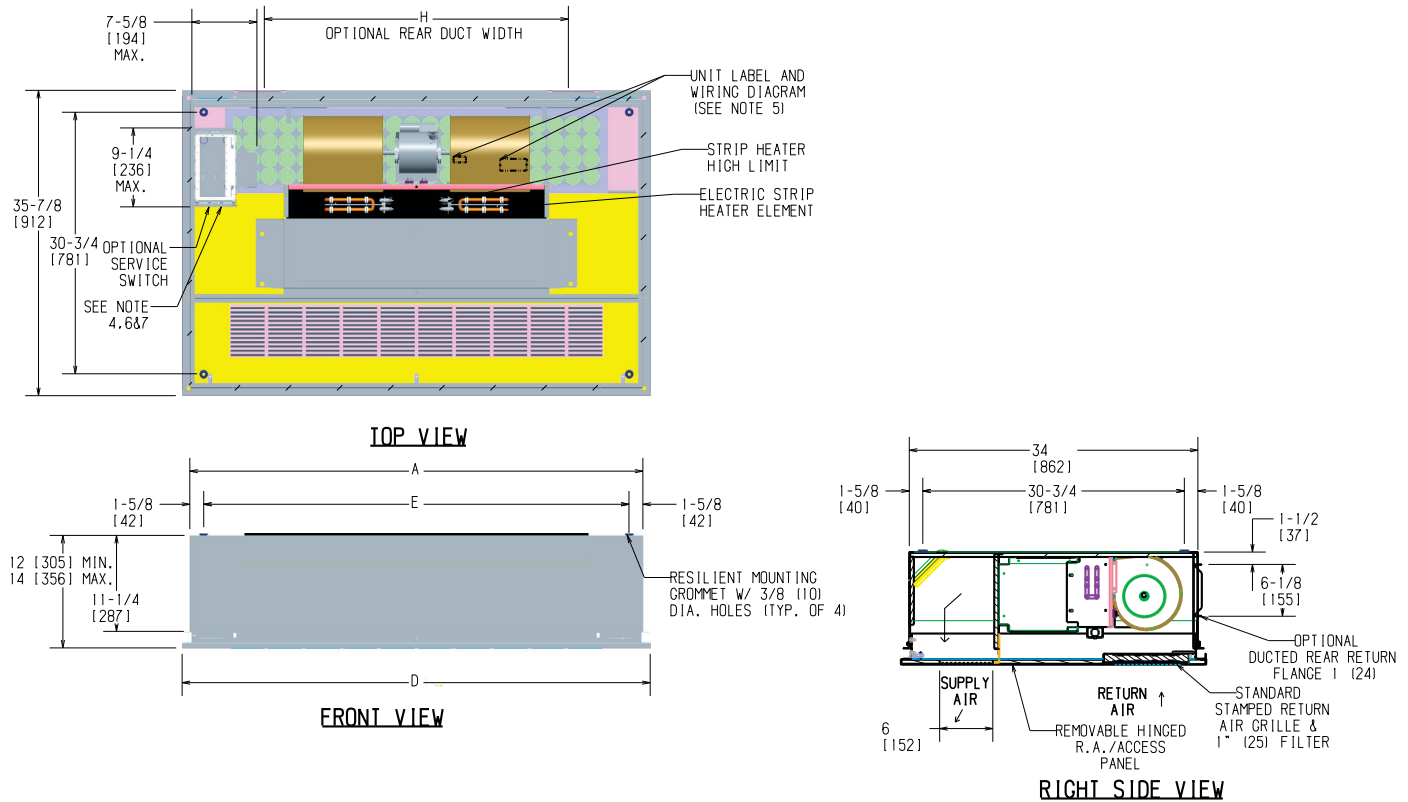 7-5/8
[194]
MAX.
H
OPTIONAL REAR DUCT WIDTH
UNIT LABEL AND
WIRING DIAGRAM
(SEE NOTE 5)
9-1/4
[236]
MAX.
STRIP HEATER
HIGH LIMIT
ELECTRIC STRIP
HEATER ELEMENT
35-7/8
[912]
30-3/4
[781]
OPTIONAL
SERVICE
SWITCH
SEE NOTE
4.6&7
TOP VIEW
A
1-5/8
[42]
E
1-5/8
[42]
12 [305] MIN.
14 [356] MAX.
11-1/4
[287]
RESILIENT MOUNTING
GROMMET W/ 3/8 (10)
DIA. HOLES (TYP. OF 4)
D
FRONT VIEW
34
[862]
1-5/8
[40]
30-3/4
[781]
1-5/8
[40]
1-1/2
[37]
6-1/8
[155]
OPTIONAL
DUCTED REAR RETURN
FLANGE 1 (24)
SUPPLY
AIR
RETURN
AIR
STANDARD
STAMPED RETURN
AIR GRILLE &
1" (25) FILTER
6
[152]
REMOVABLE HINGED
R.A./ACCESS
PANEL
RIGHT SIDE VIEW